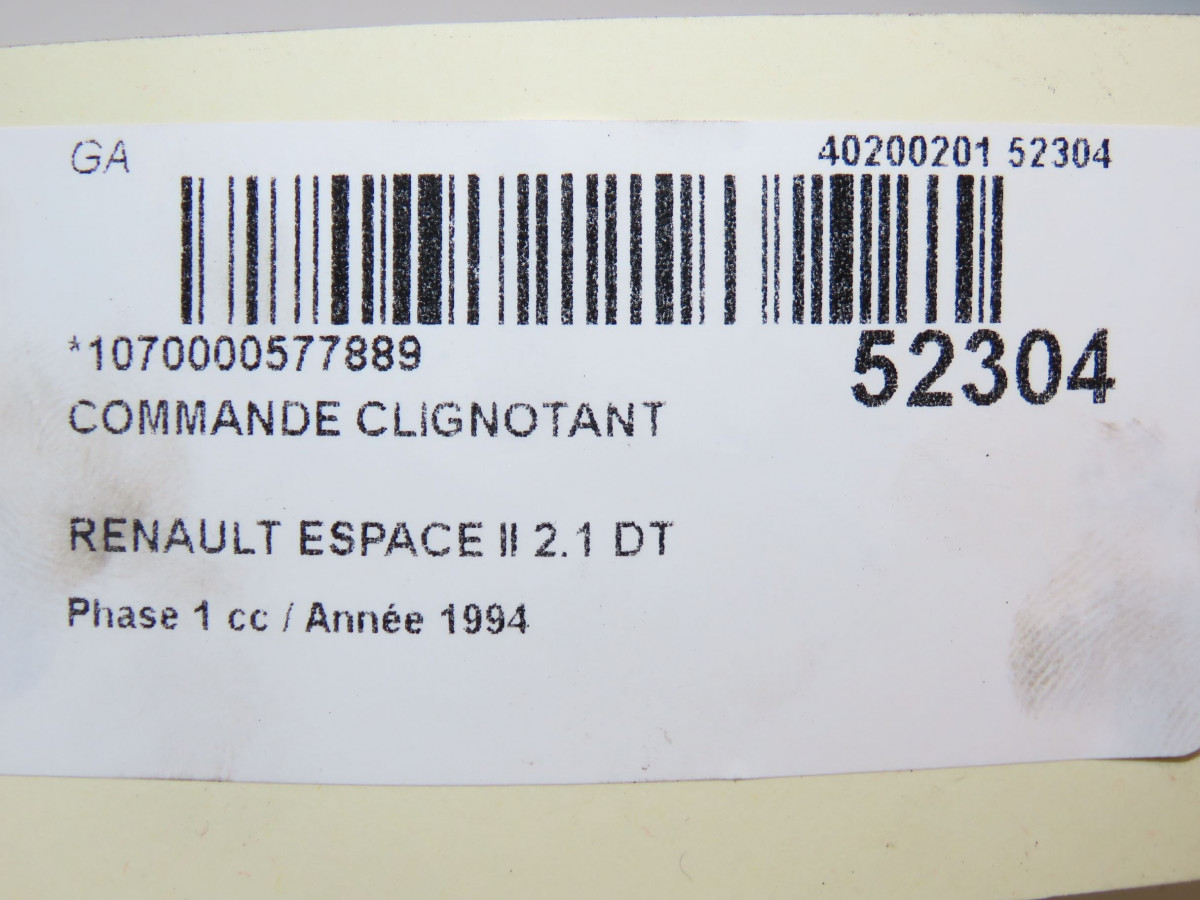 GA
40200201 52304
*1070000577889
52304
COMMANDE CLIGNOTANT
RENAULT ESPACE II 2.1 DT
Phase 1 cc / Année 1994